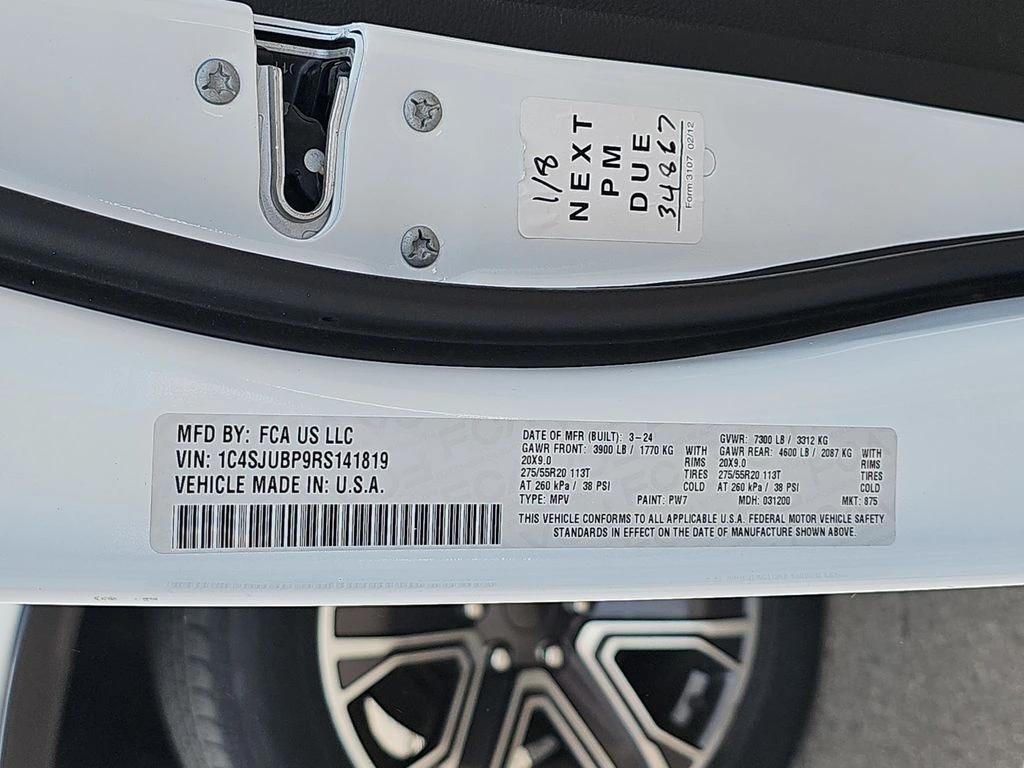 1/8
NEXT
PM
DUE
34867
Form 3107 02/12
MFD BY: FCA US LLC
VIN: 1C4SJUBP9RS141819
VEHICLE MADE IN: U.S.A.
DATE OF MFR (BUILT): 3-24
GAWR FRONT: 3900 LB / 1770 KG WITH
20X9.0 RIMS
275/55R20 113T TIRES
AT 260 kPa / 38 PSI COLD
TYPE: MPV PAINT: PW7
GVWR: 7300 LB / 3312 KG
GAWR REAR: 4600 LB / 2087 KG WITH
20X9.0 RIMS
275/55R20 113T TIRES
AT 260 kPa / 38 PSI COLD
MDH: 031200 MKT: 875
THIS VEHICLE CONFORMS TO ALL APPLICABLE U.S.A. FEDERAL MOTOR VEHICLE SAFETY
STANDARDS IN EFFECT ON THE DATE OF MANUFACTURE SHOWN ABOVE.